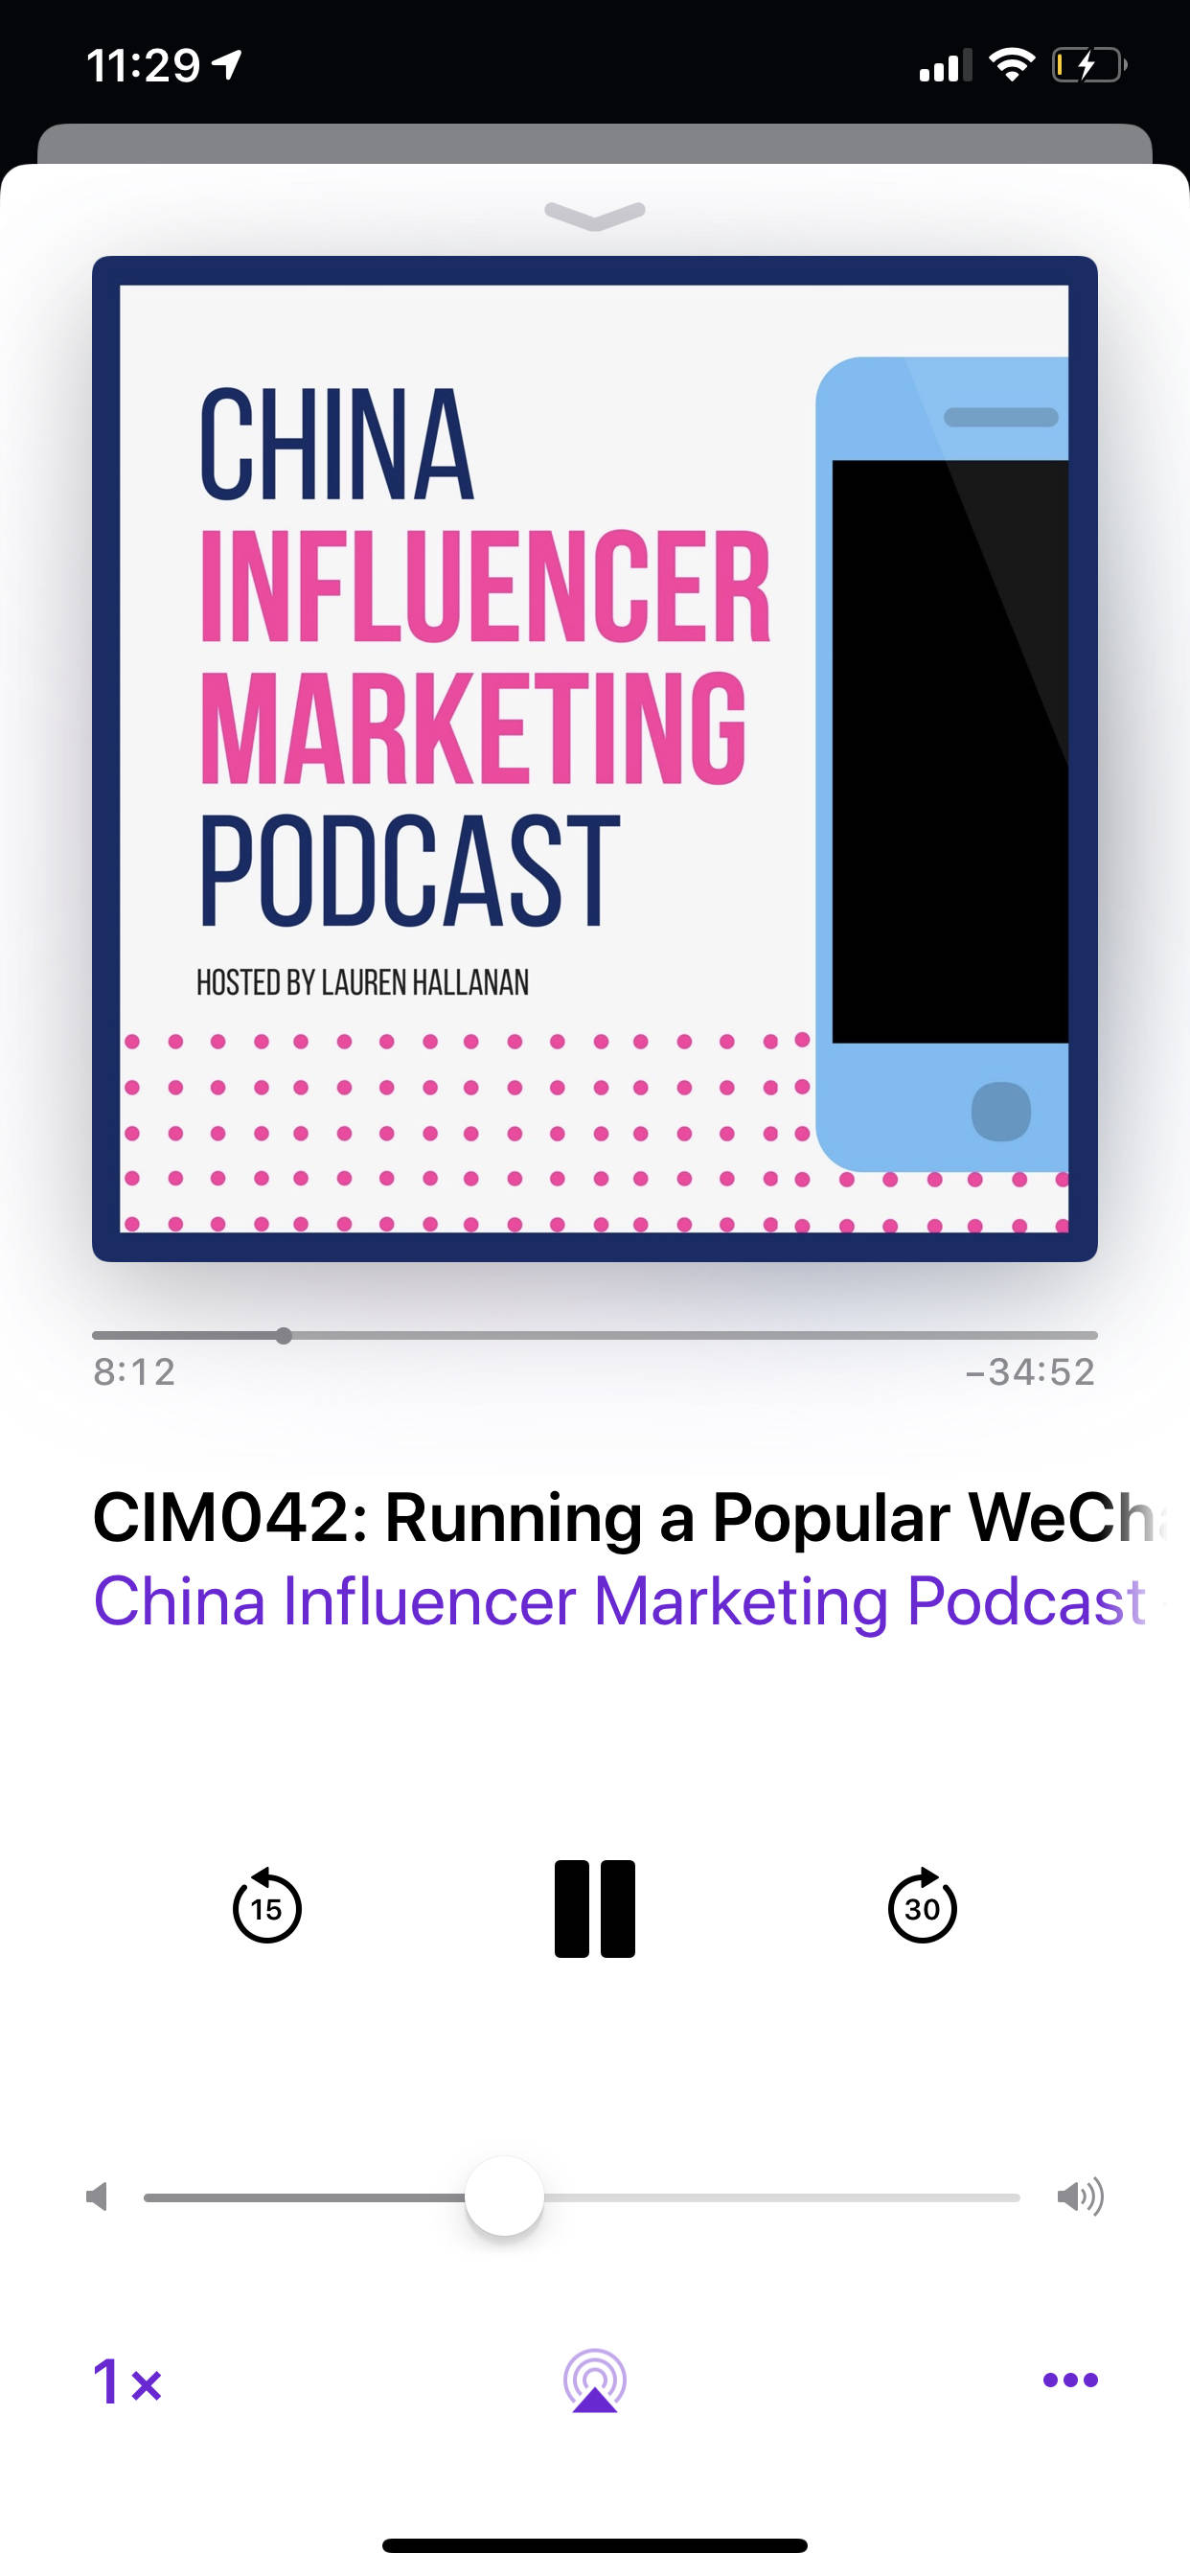 11:29
CHINA
INFLUENCER
MARKETING
PODCAST
HOSTED BY LAUREN HALLANAN
8:12
–34:52
CIM042: Running a Popular WeCh
China Influencer Marketing Podcast
15
30
1×